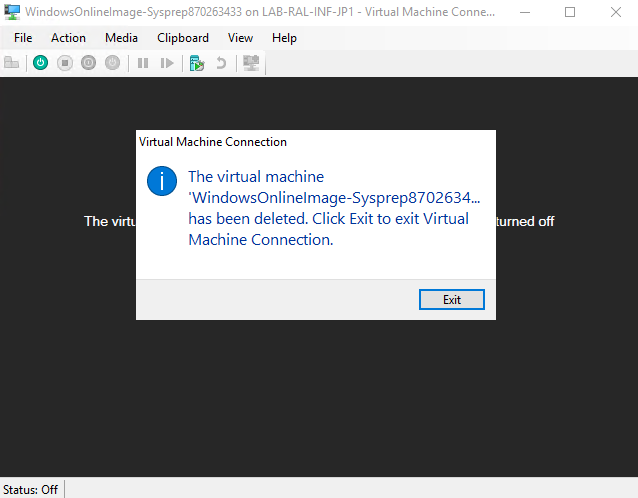 WindowsOnlineImage-Sysprep870263433 on LAB-RAL-INF-JP1 - Virtual Machine Conne...
File Action Media Clipboard View Help
Virtual Machine Connection
The virtual machine
'WindowsOnlineImage-Sysprep8702634...
has been deleted. Click Exit to exit Virtual
Machine Connection.
The virtu
turned off
Exit
Status: Off